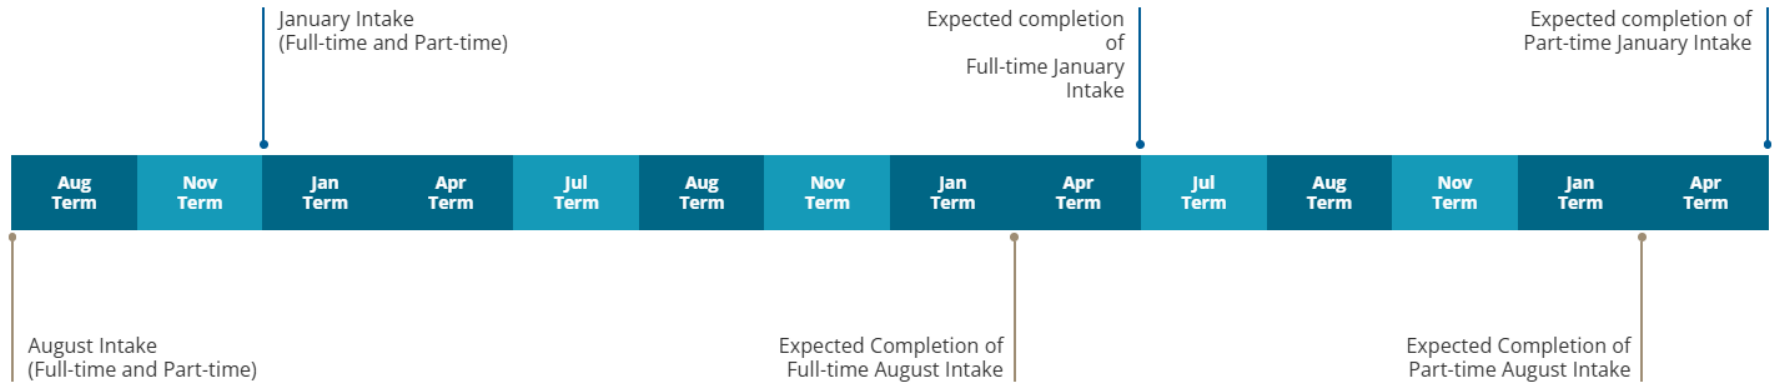 January Intake
(Full-time and Part-time)
Expected completion
of
Full-time January
Intake
Expected completion of
Part-time January Intake
Aug
Term
Nov
Term
Jan
Term
Apr
Term
Jul
Term
Aug
Term
Nov
Term
Jan
Term
Apr
Term
Jul
Term
Aug
Term
Nov
Term
Jan
Term
Apr
Term
August Intake
(Full-time and Part-time)
Expected Completion of
Full-time August Intake
Expected Completion of
Part-time August Intake